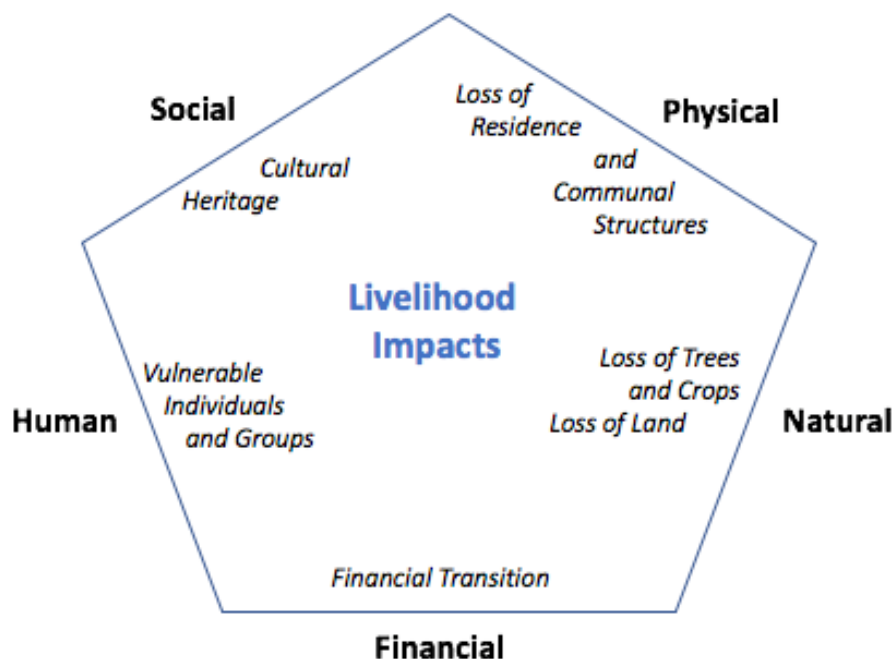 Social
Physical
Loss of
Residence
and
Communal
Structures
Cultural
Heritage
Livelihood
Impacts
Human
Vulnerable
Individuals
and Groups
Loss of Trees
and Crops
Loss of Land
Natural
Financial Transition
Financial